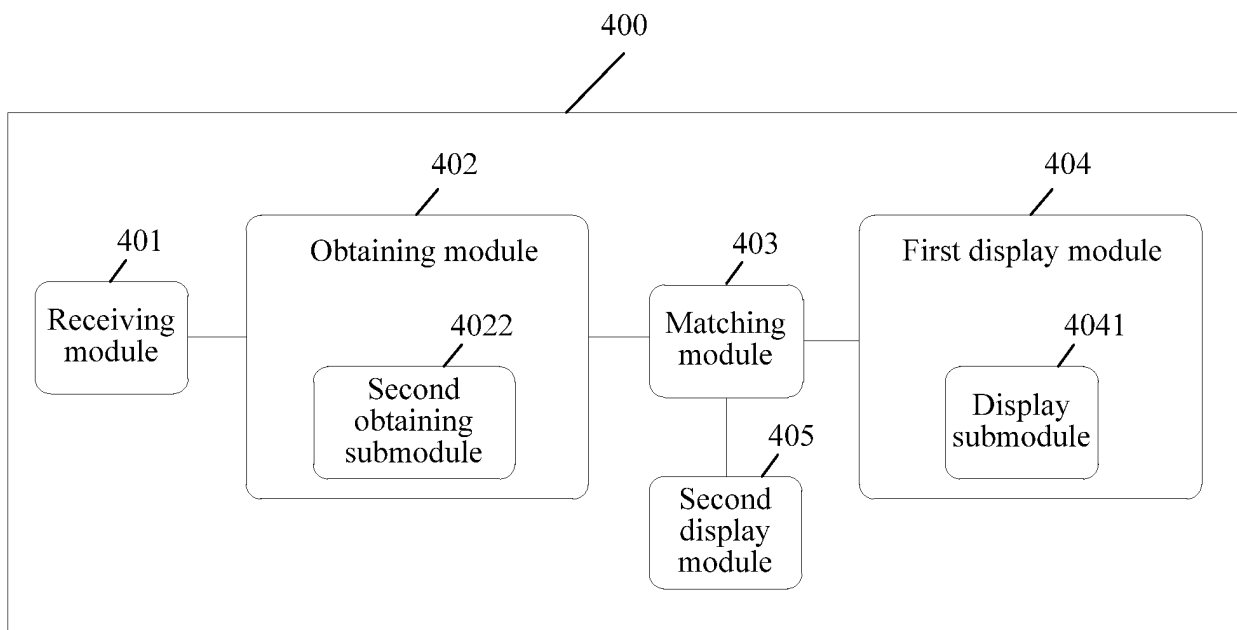 400
402
404
401
Obtaining module
403
First display module
Receiving
module
4022
Matching
module
4041
Second
obtaining
submodule
Display
submodule
405
Second
display
module